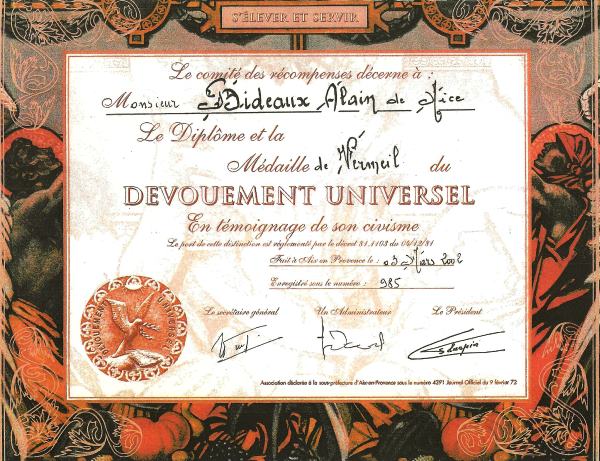 S'ÉLEVER ET SERVIR
Le comité des récompenses décerne à :
Monsieur Bideaux Alain de Nice
Le Diplôme et la
Médaille de Vermeil du
DEVOUEMENT UNIVERSEL
En témoignage de son civisme
Le port de cette distinction est réglementé par le décret 81.1103 du 04/12/81
Fait à Aix en Provence le : 03 Mars 2002
Enregistré sous le numéro : 985
Le secrétaire général Un Administrateur Le Président
DEVOUEMENT UNIVERSEL
Association déclarée à la sous-préfecture d'Aix-en-Provence sous le numéro 4391 Journal Officiel du 9 février 72